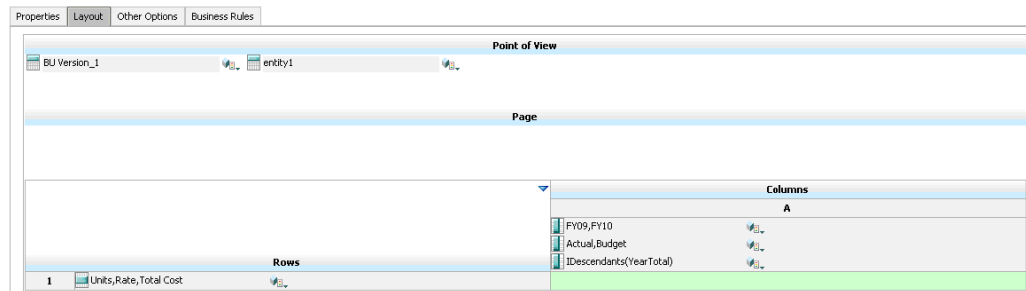 Properties Layout Other Options Business Rules
Point of View
BU Version_1 entity1
Page
Columns
A
FY09,FY10
Actual,Budget
Rows IDescendants(YearTotal)
1 Units,Rate,Total Cost